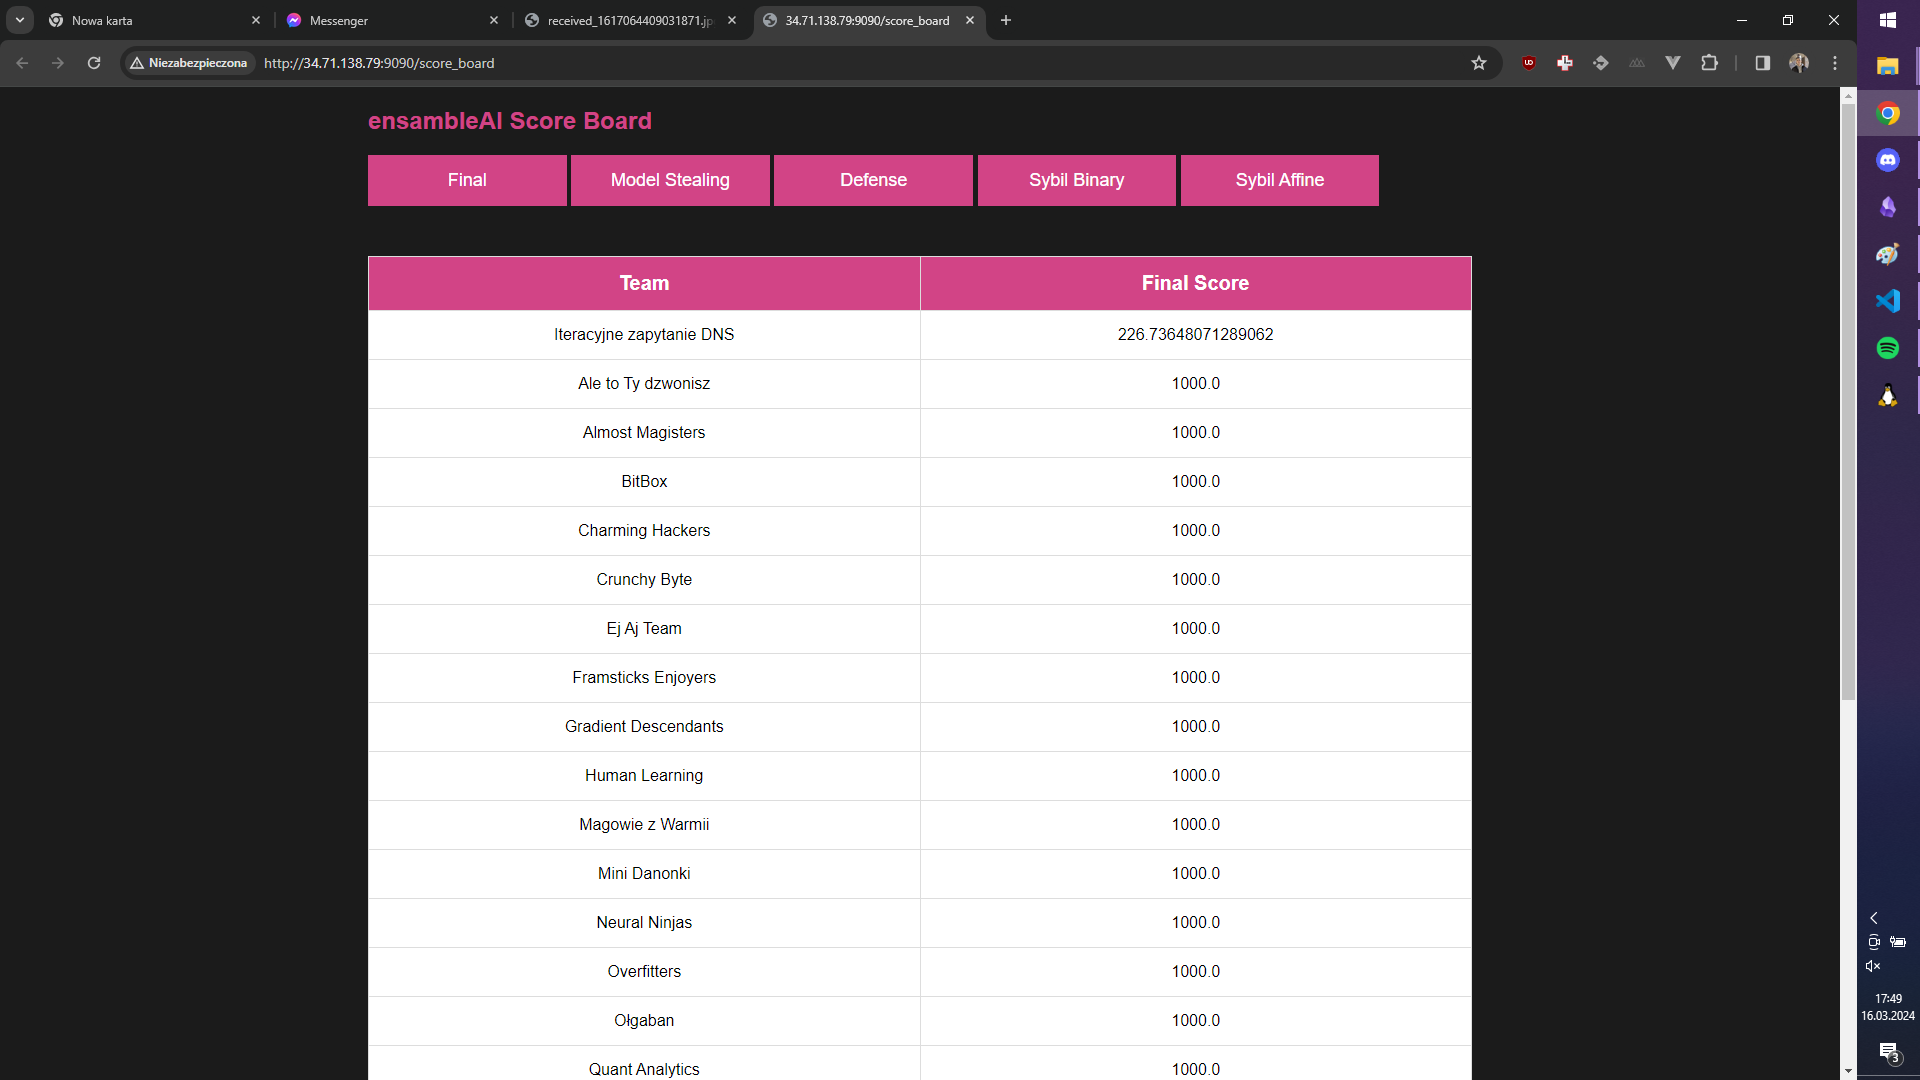 Nowa karta
Messenger
received_1617064409031871.jp
34.71.138.79:9090/score_board
Niezabezpieczona
http://34.71.138.79:9090/score_board
ensambleAI Score Board
Final
Model Stealing
Defense
Sybil Binary
Sybil Affine
Team Final Score
Iteracyjne zapytanie DNS 226.73648071289062
Ale to Ty dzwonisz 1000.0
Almost Magisters 1000.0
BitBox 1000.0
Charming Hackers 1000.0
Crunchy Byte 1000.0
Ej Aj Team 1000.0
Framsticks Enjoyers 1000.0
Gradient Descendants 1000.0
Human Learning 1000.0
Magowie z Warmii 1000.0
Mini Danonki 1000.0
Neural Ninjas 1000.0
Overfitters 1000.0
Ołgaban 1000.0
Quant Analytics 1000.0
17:49
16.03.2024
3